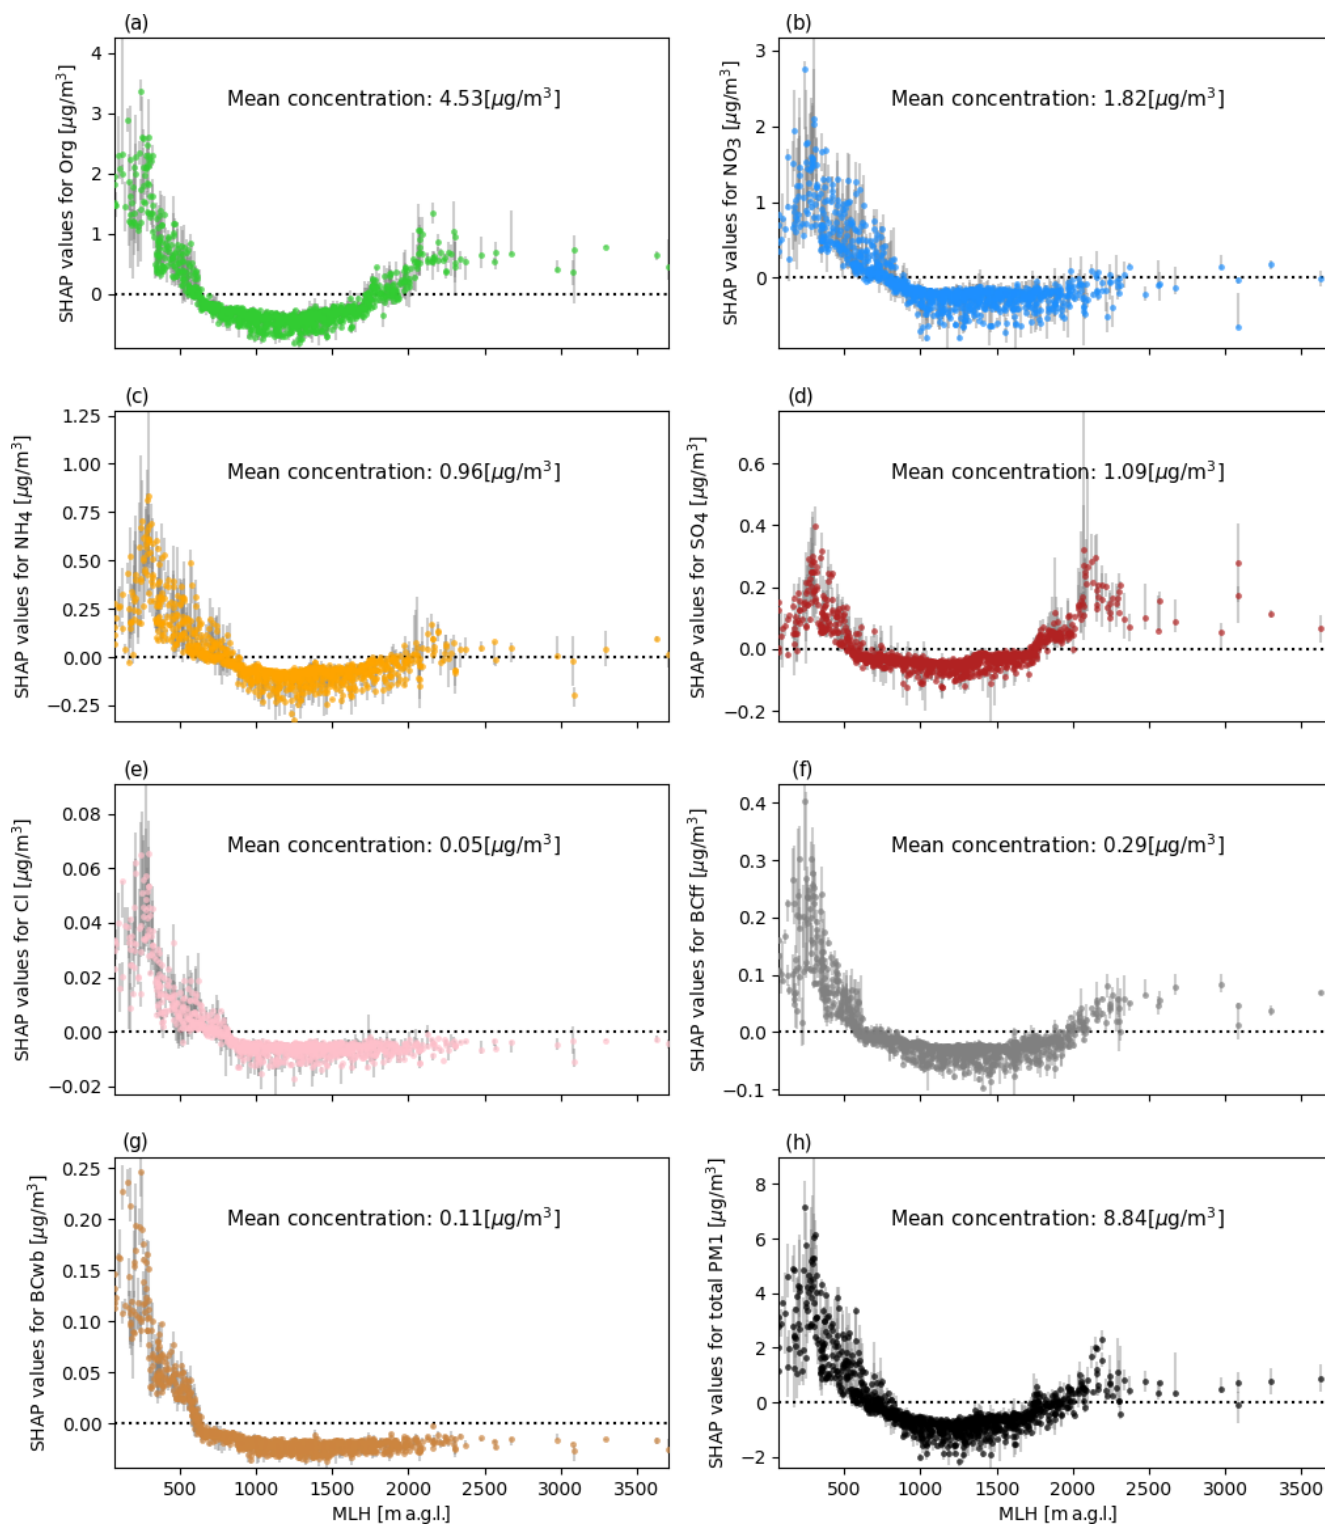 (a)
SHAP values for Org [μg/m³]
4
3
2
1
0
Mean concentration: 4.53[μg/m³]
(b)
SHAP values for NO₃ [μg/m³]
3
2
1
0
Mean concentration: 1.82[μg/m³]
(c)
SHAP values for NH₄ [μg/m³]
1.25
1.00
0.75
0.50
0.25
0.00
−0.25
Mean concentration: 0.96[μg/m³]
(d)
SHAP values for SO₄ [μg/m³]
0.6
0.4
0.2
0.0
−0.2
Mean concentration: 1.09[μg/m³]
(e)
SHAP values for Cl [μg/m³]
0.08
0.06
0.04
0.02
0.00
−0.02
Mean concentration: 0.05[μg/m³]
(f)
SHAP values for BCff [μg/m³]
0.4
0.3
0.2
0.1
0.0
−0.1
Mean concentration: 0.29[μg/m³]
(g)
SHAP values for BCwb [μg/m³]
0.25
0.20
0.15
0.10
0.05
0.00
Mean concentration: 0.11[μg/m³]
500 1000 1500 2000 2500 3000 3500
MLH [m a.g.l.]
(h)
SHAP values for total PM1 [μg/m³]
8
6
4
2
0
−2
Mean concentration: 8.84[μg/m³]
500 1000 1500 2000 2500 3000 3500
MLH [m a.g.l.]